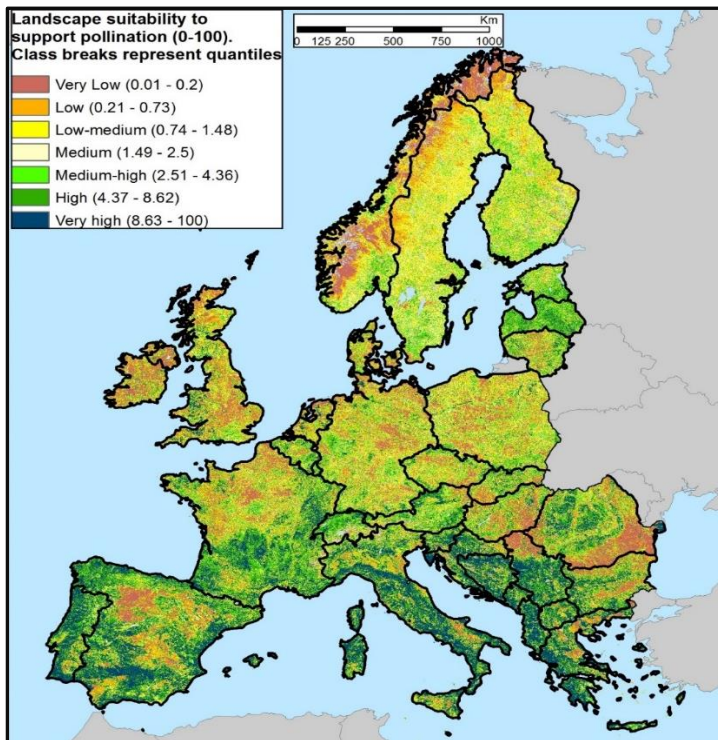 Landscape suitability to
support pollination (0-100).
Class breaks represent quantiles
Very Low (0.01 - 0.2)
Low (0.21 - 0.73)
Low-medium (0.74 - 1.48)
Medium (1.49 - 2.5)
Medium-high (2.51 - 4.36)
High (4.37 - 8.62)
Very high (8.63 - 100)
Km
0 125 250 500 750 1000